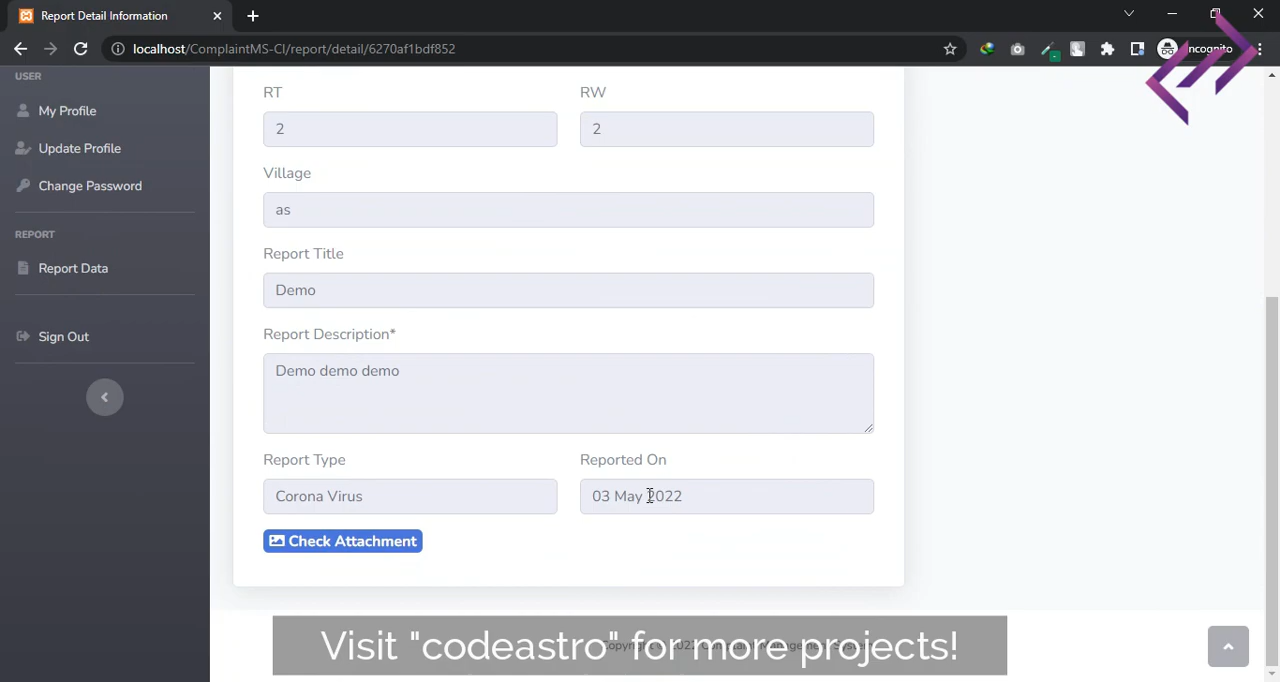 Report Detail Information
localhost/ComplaintMS-CI/report/detail/6270af1bdf852
Incognito
USER
My Profile
Update Profile
Change Password
REPORT
Report Data
Sign Out
RT
RW
2
2
Village
as
Report Title
Demo
Report Description*
Demo demo demo
Report Type
Reported On
Corona Virus
03 May 2022
Check Attachment
Visit "codeastro" for more projects!